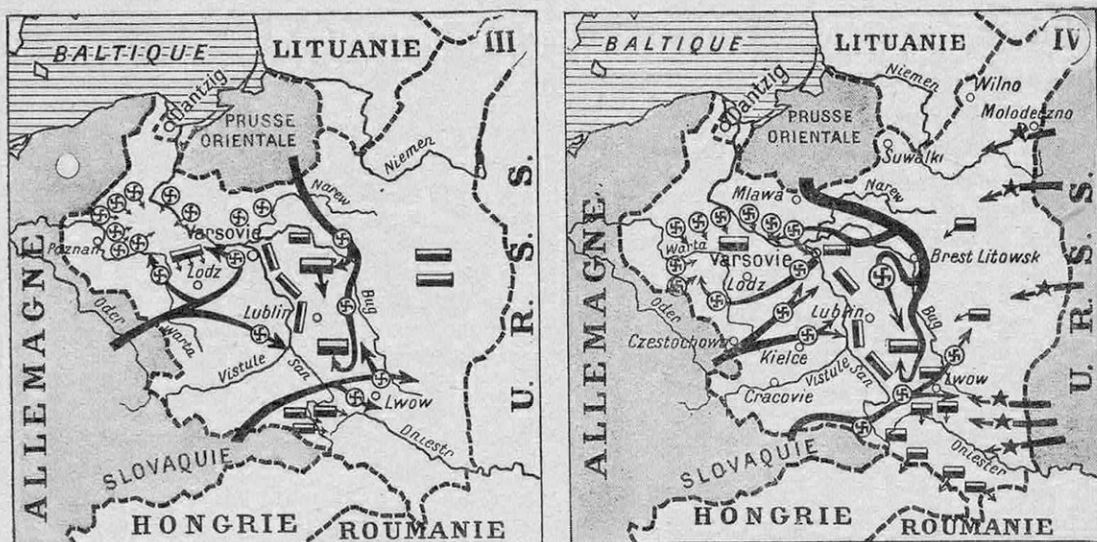 III
BALTIQUE
LITUANIE
Dantzig
PRUSSE
ORIENTALE
Niemen
Narew
Varsovie
Poznan
Lodz
Bug
Lublin
ALLEMAGNE
Oder
Warta
Vistule
San
Lwow
Dniestr
U. R. S. S.
SLOVAQUIE
HONGRIE
ROUMANIE
IV
BALTIQUE
LITUANIE
Dantzig
Niemen
Wilno
Molodeczno
PRUSSE
ORIENTALE
Suwalki
Mlawa
Narew
Warta
Varsovie
Brest Litowsk
Lodz
ALLEMAGNE
Oder
Lublin
Bug
Czestochowa
Kielce
Vistule
San
Lwow
Cracovie
Dniester
U. R. S. S.
SLOVAQUIE
HONGRIE
ROUMANIE